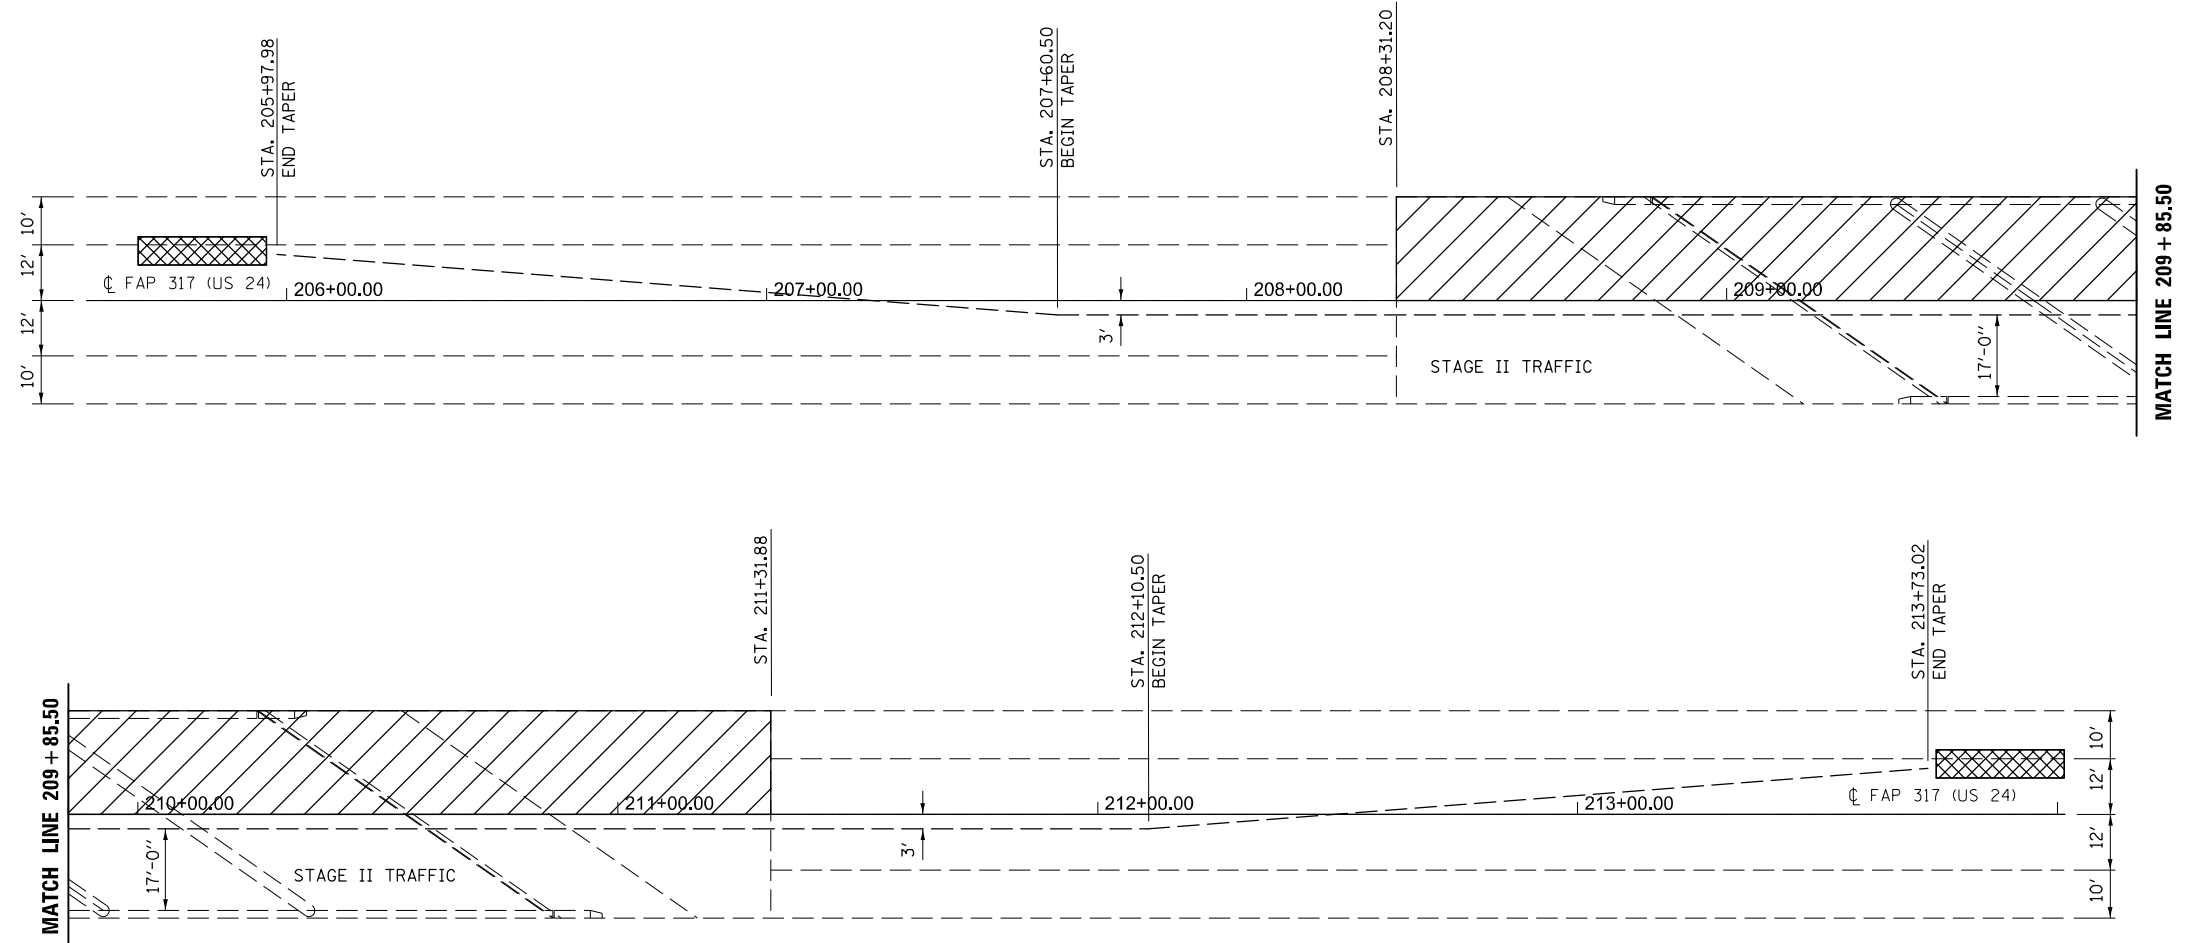 STA. 205+97.98
END TAPER
STA. 207+60.50
BEGIN TAPER
STA. 208+31.20
10'
12'
12'
10'
℄ FAP 317 (US 24)
206+00.00
207+00.00
208+00.00
209+00.00
3'
STAGE II TRAFFIC
17'-0"
MATCH LINE 209+85.50
MATCH LINE 209+85.50
STA. 211+31.88
STA. 212+10.50
BEGIN TAPER
STA. 213+73.02
END TAPER
210+00.00
211+00.00
212+00.00
213+00.00
℄ FAP 317 (US 24)
17'-0"
STAGE II TRAFFIC
3'
10'
12'
12'
10'